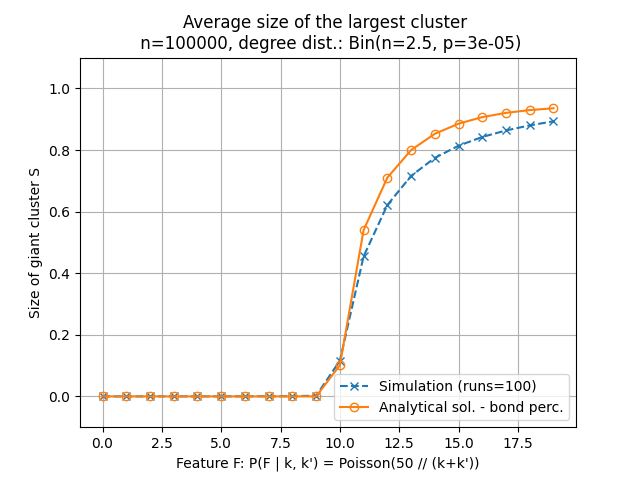 Average size of the largest cluster
n=100000, degree dist.: Bin(n=2.5, p=3e-05)
Size of giant cluster S
1.0
0.8
0.6
0.4
0.2
0.0
Simulation (runs=100)
Analytical sol. - bond perc.
0.0 2.5 5.0 7.5 10.0 12.5 15.0 17.5
Feature F: P(F | k, k') = Poisson(50 // (k+k'))